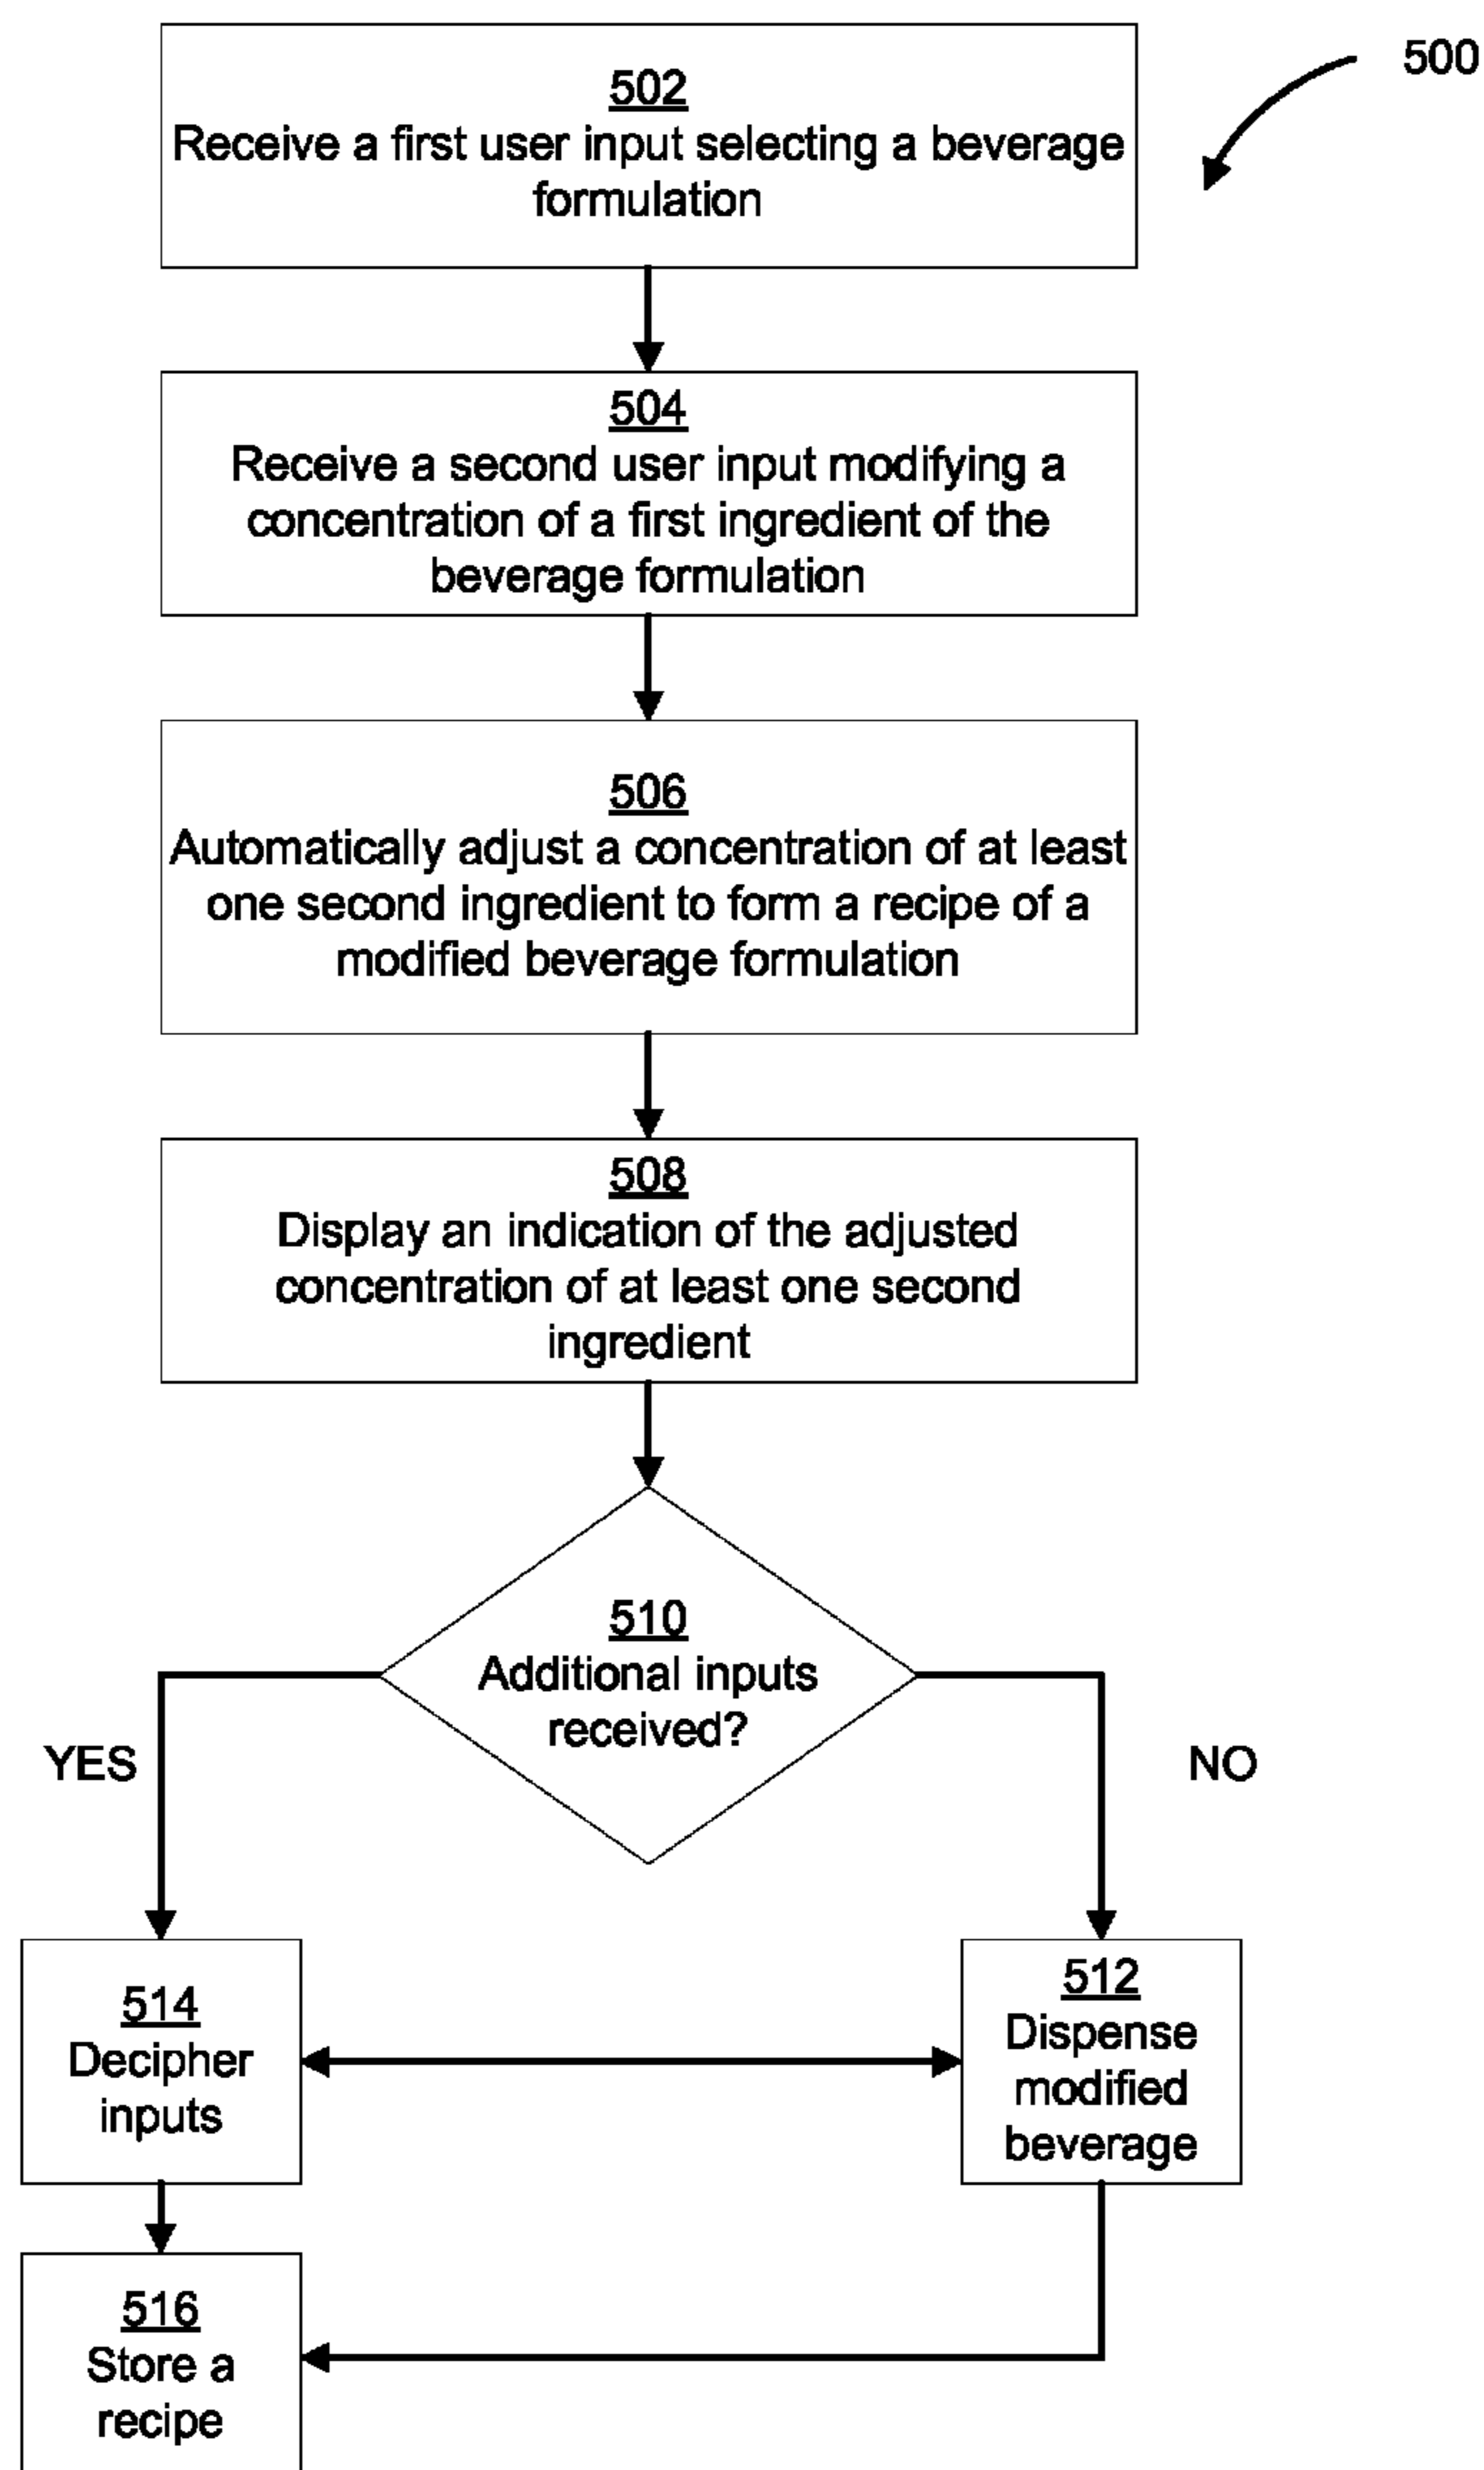 500
502
Receive a first user input selecting a beverage
formulation
504
Receive a second user input modifying a
concentration of a first ingredient of the
beverage formulation
506
Automatically adjust a concentration of at least
one second ingredient to form a recipe of a
modified beverage formulation
508
Display an indication of the adjusted
concentration of at least one second
ingredient
510
Additional inputs
received?
YES
NO
514
Decipher
inputs
512
Dispense
modified
beverage
516
Store a
recipe